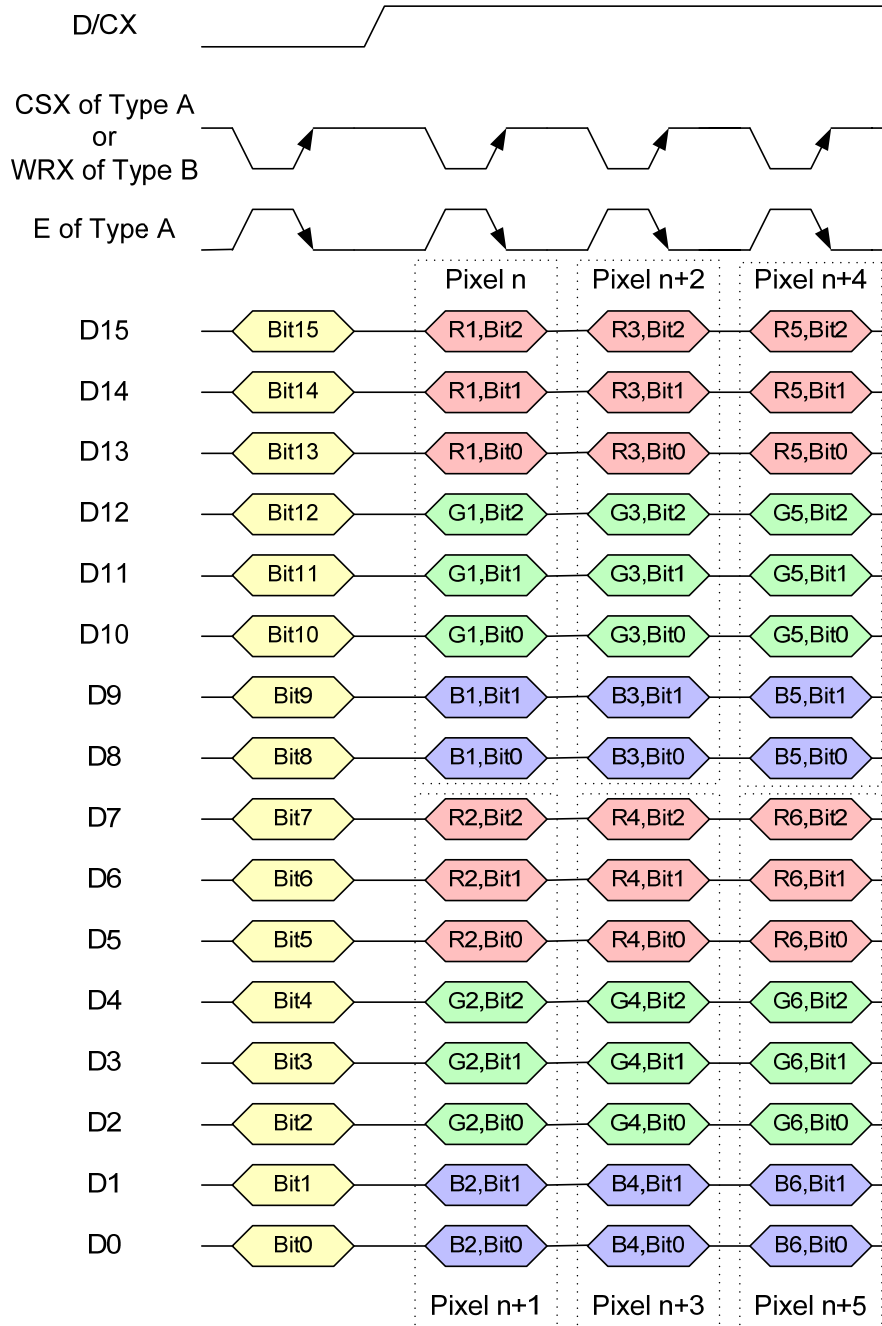 D/CX
CSX of Type A
or
WRX of Type B
E of Type A
Pixel n Pixel n+2 Pixel n+4
D15 Bit15 R1,Bit2 R3,Bit2 R5,Bit2
D14 Bit14 R1,Bit1 R3,Bit1 R5,Bit1
D13 Bit13 R1,Bit0 R3,Bit0 R5,Bit0
D12 Bit12 G1,Bit2 G3,Bit2 G5,Bit2
D11 Bit11 G1,Bit1 G3,Bit1 G5,Bit1
D10 Bit10 G1,Bit0 G3,Bit0 G5,Bit0
D9 Bit9 B1,Bit1 B3,Bit1 B5,Bit1
D8 Bit8 B1,Bit0 B3,Bit0 B5,Bit0
D7 Bit7 R2,Bit2 R4,Bit2 R6,Bit2
D6 Bit6 R2,Bit1 R4,Bit1 R6,Bit1
D5 Bit5 R2,Bit0 R4,Bit0 R6,Bit0
D4 Bit4 G2,Bit2 G4,Bit2 G6,Bit2
D3 Bit3 G2,Bit1 G4,Bit1 G6,Bit1
D2 Bit2 G2,Bit0 G4,Bit0 G6,Bit0
D1 Bit1 B2,Bit1 B4,Bit1 B6,Bit1
D0 Bit0 B2,Bit0 B4,Bit0 B6,Bit0
Pixel n+1 Pixel n+3 Pixel n+5